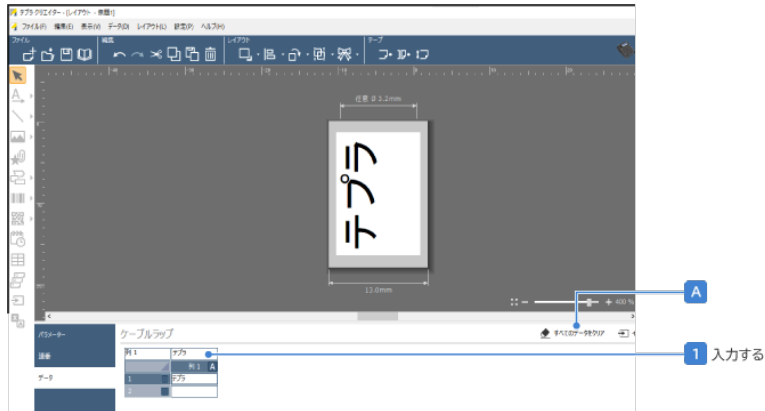 テプラクリエイター - [レイアウト - 無題1]
ファイル(F) 編集(E) 表示(V) データ(D) レイアウト(L) 設定(P) ヘルプ(H)
ファイル 編集 レイアウト テープ
任意 Ø 2.2mm
テプラ
13.0mm
400 %
A
パラメーター ケーブルラップ すべてのデータをクリア
列 1 テプラ 1 入力する
列 1 A
データ 1 テプラ
2